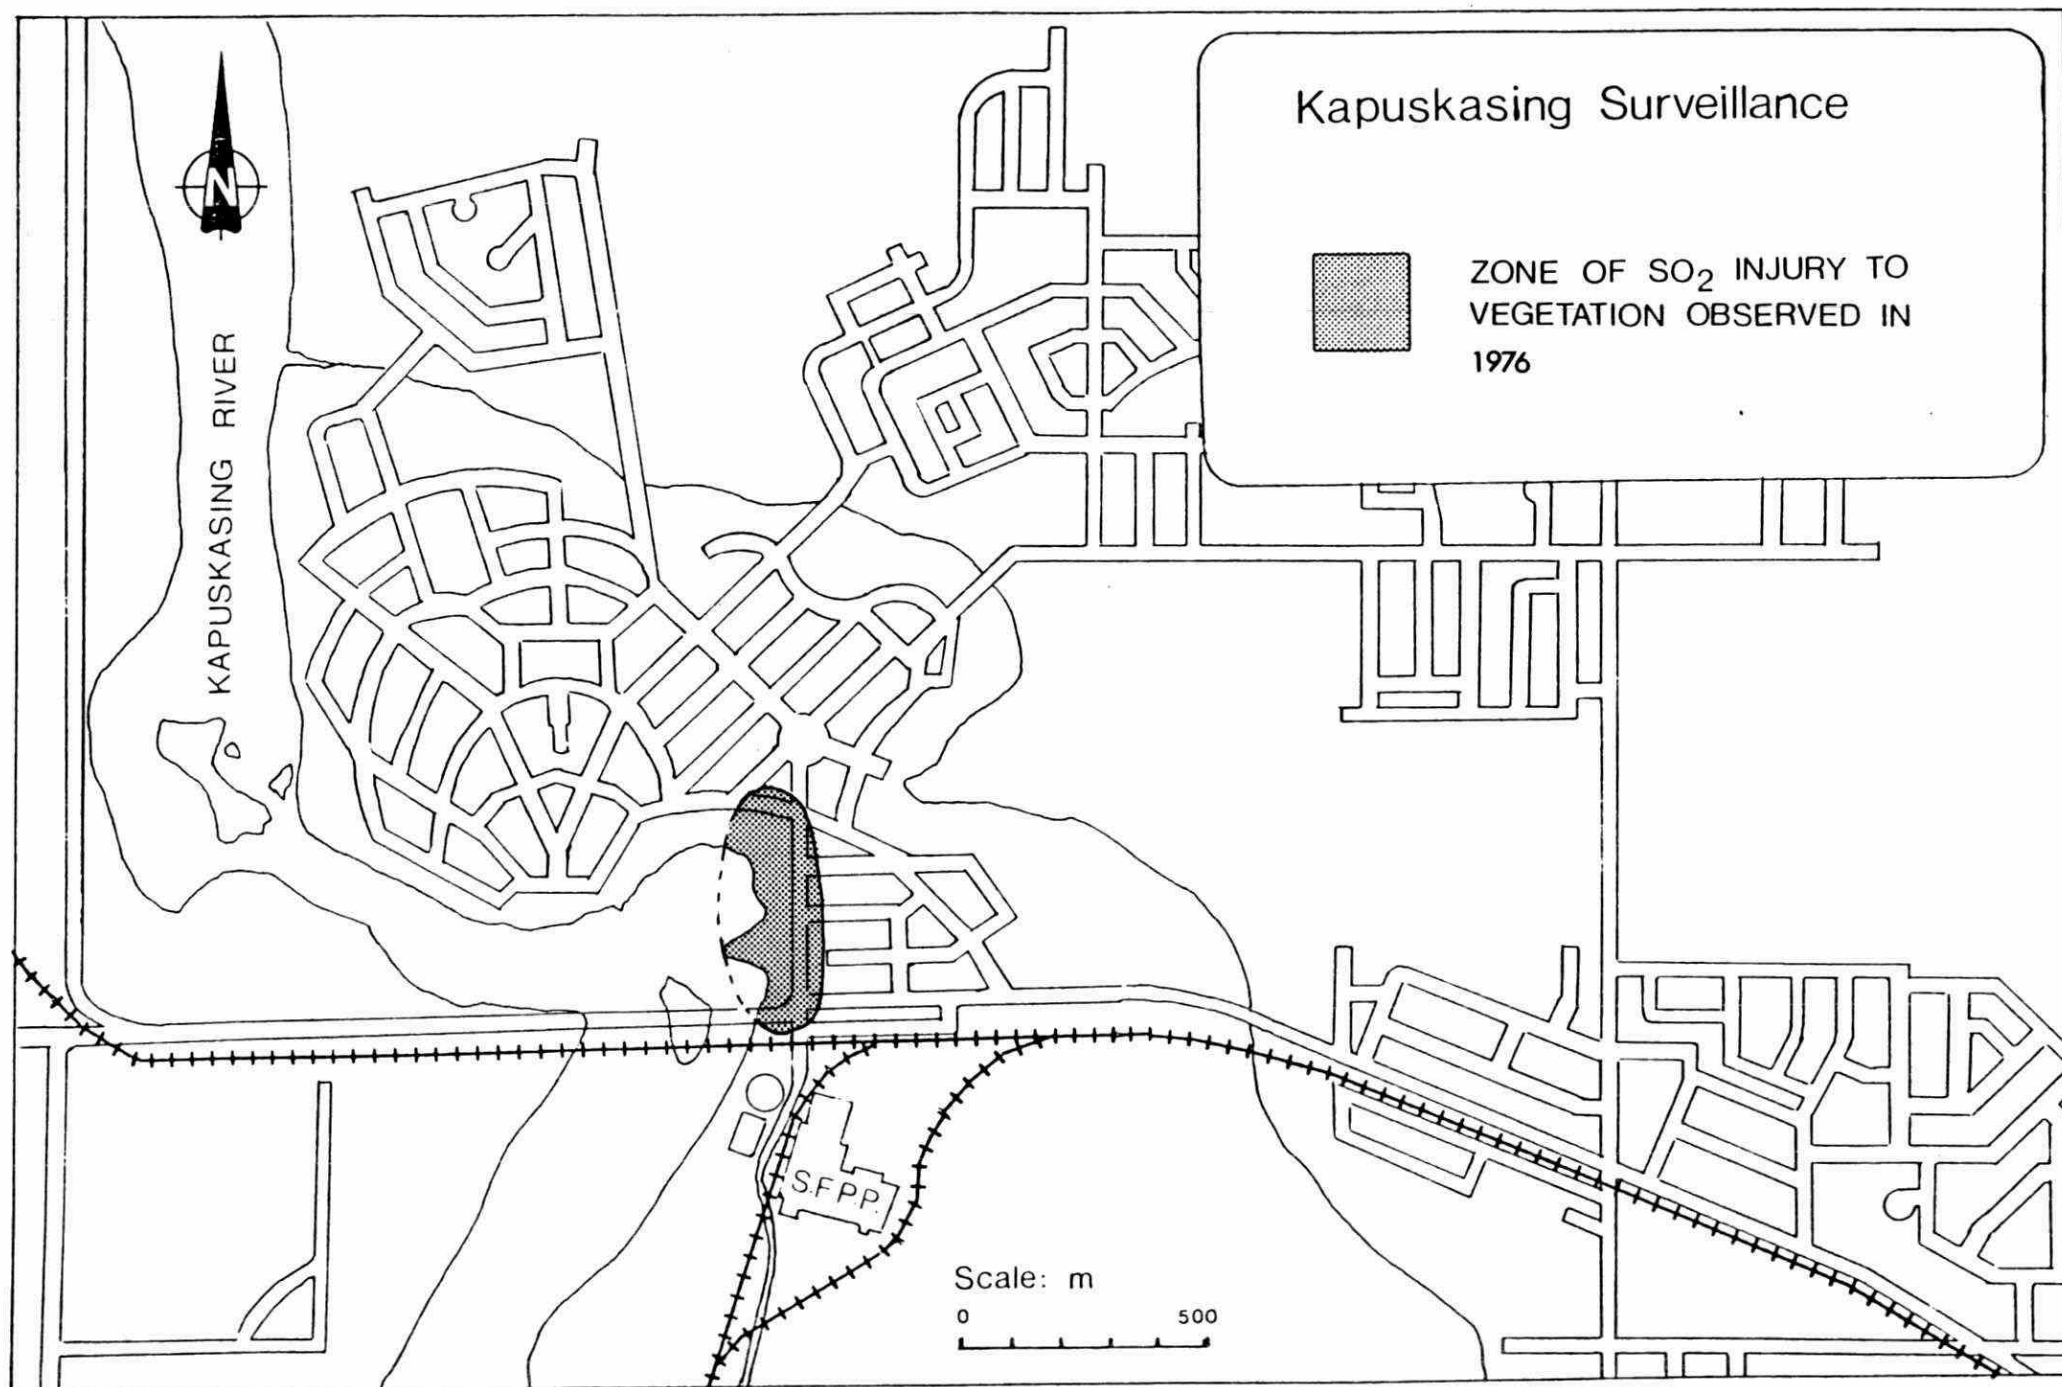 Kapuskasing Surveillance
N
ZONE OF SO₂ INJURY TO
VEGETATION OBSERVED IN
1976
KAPUSKASING RIVER
S.F.P.P.
Scale: m
0 500